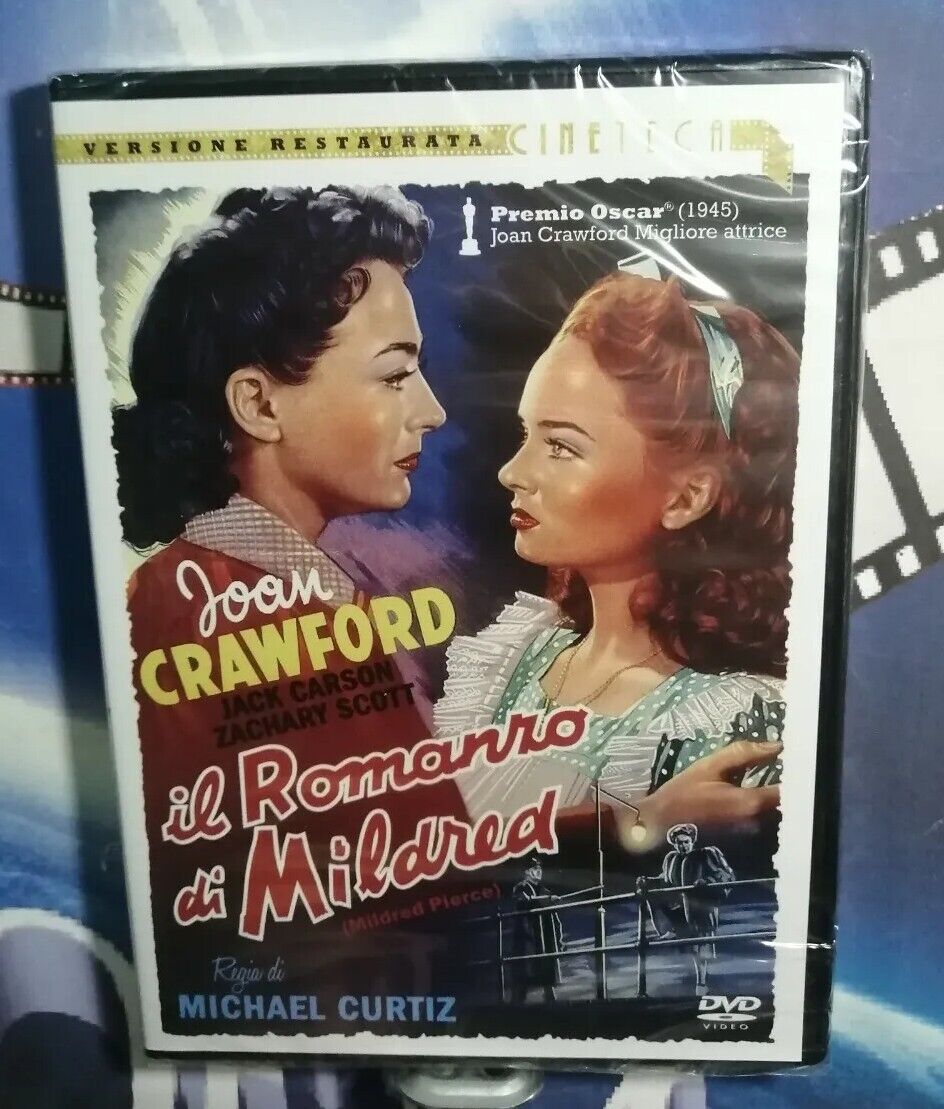 VERSIONE RESTAURATA CINETECA
Premio Oscar® (1945)
Joan Crawford Migliore attrice
Joan
CRAWFORD
JACK CARSON
ZACHARY SCOTT
il Romanzo
di Mildred
(Mildred Pierce)
Regia di
MICHAEL CURTIZ
DVD
VIDEO